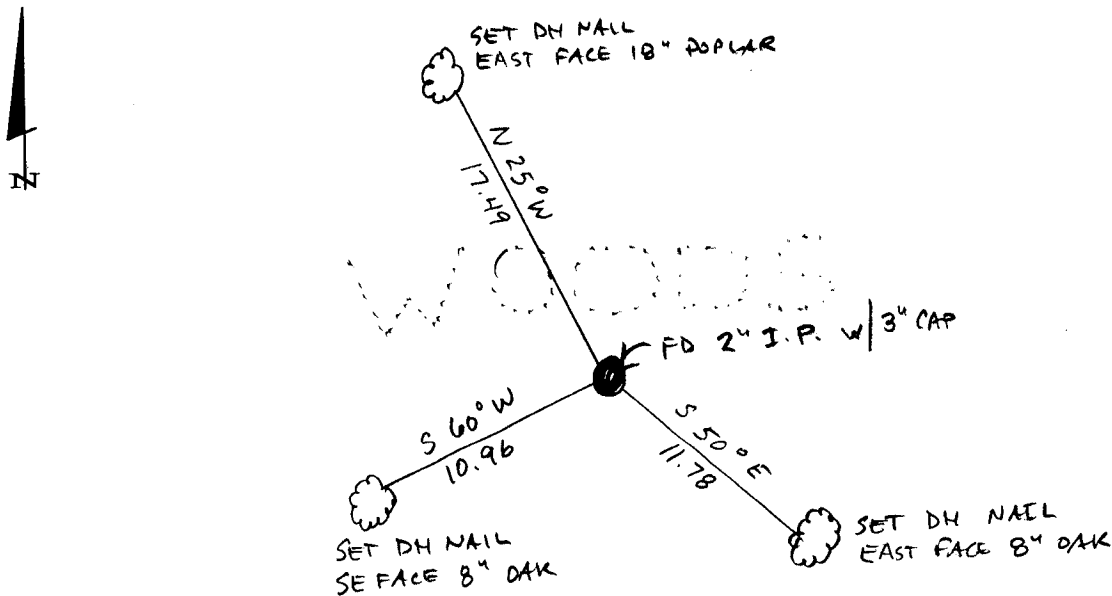 SET DH NAIL
EAST FACE 18" POPLAR
N
N 25° W
17.49
WOODS
FD 2" I.P. W/3" CAP
S 60° W
10.96
S 50° E
11.78
SET DH NAIL
SE FACE 8" OAK
SET DH NAIL
EAST FACE 8" OAK